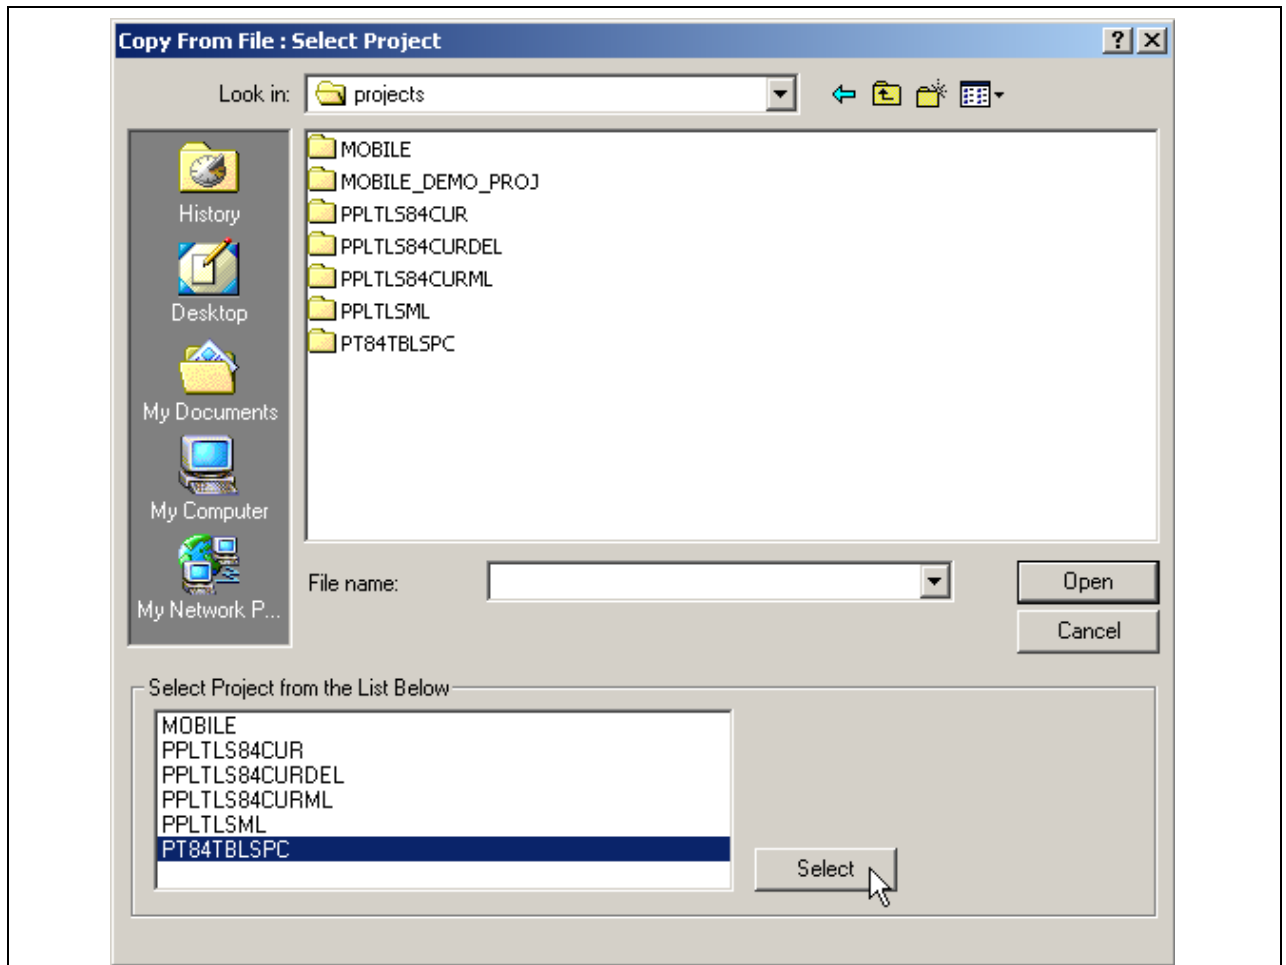 Copy From File : Select Project
Look in: projects
MOBILE
MOBILE_DEMO_PROJ
PPLTLS84CUR
PPLTLS84CURDEL
PPLTLS84CURML
PPLTLSML
PT84TBLSPC
History
Desktop
My Documents
My Computer
My Network P...
File name:
Open
Cancel
Select Project from the List Below
MOBILE
PPLTLS84CUR
PPLTLS84CURDEL
PPLTLS84CURML
PPLTLSML
PT84TBLSPC
Select